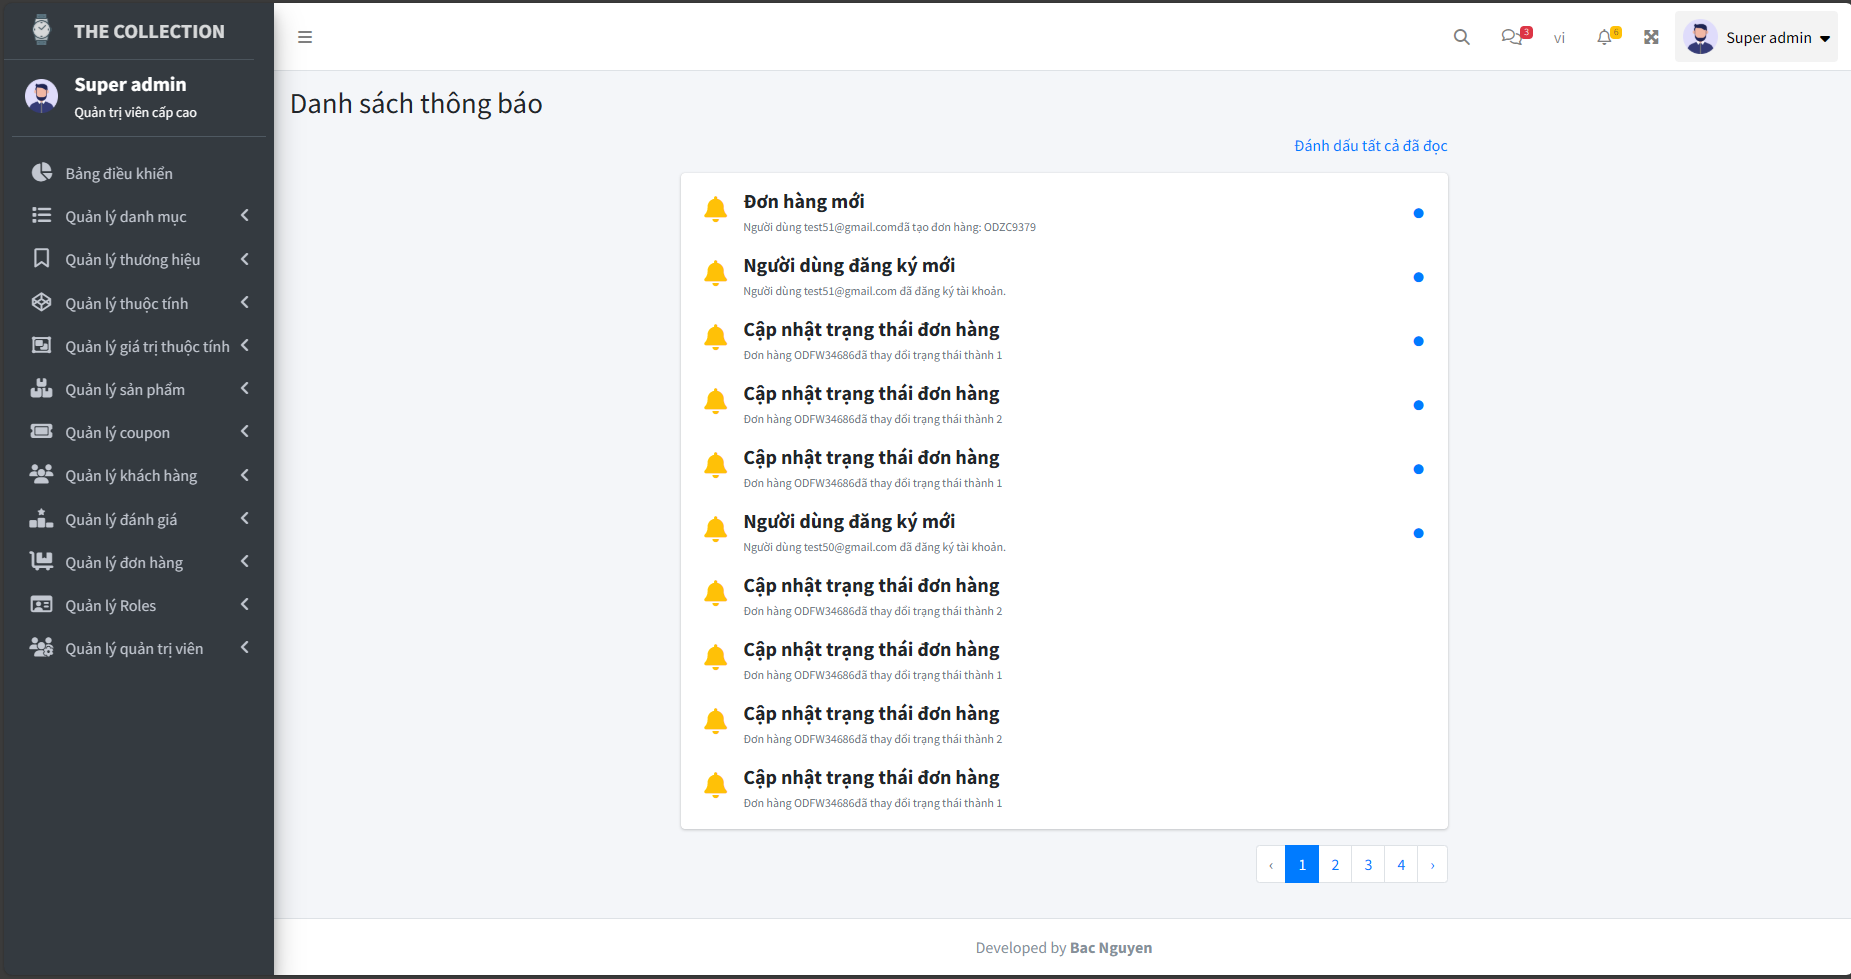 THE COLLECTION
Super admin
Quản trị viên cấp cao
Bảng điều khiển
Quản lý danh mục
Quản lý thương hiệu
Quản lý thuộc tính
Quản lý giá trị thuộc tính
Quản lý sản phẩm
Quản lý coupon
Quản lý khách hàng
Quản lý đánh giá
Quản lý đơn hàng
Quản lý Roles
Quản lý quản trị viên
3 vi 6 Super admin
Danh sách thông báo
Đánh dấu tất cả đã đọc
Đơn hàng mới
Người dùng test51@gmail.comđã tạo đơn hàng: ODZC9379
Người dùng đăng ký mới
Người dùng test51@gmail.com đã đăng ký tài khoản.
Cập nhật trạng thái đơn hàng
Đơn hàng ODFW34686đã thay đổi trạng thái thành 1
Cập nhật trạng thái đơn hàng
Đơn hàng ODFW34686đã thay đổi trạng thái thành 2
Cập nhật trạng thái đơn hàng
Đơn hàng ODFW34686đã thay đổi trạng thái thành 1
Người dùng đăng ký mới
Người dùng test50@gmail.com đã đăng ký tài khoản.
Cập nhật trạng thái đơn hàng
Đơn hàng ODFW34686đã thay đổi trạng thái thành 2
Cập nhật trạng thái đơn hàng
Đơn hàng ODFW34686đã thay đổi trạng thái thành 1
Cập nhật trạng thái đơn hàng
Đơn hàng ODFW34686đã thay đổi trạng thái thành 2
Cập nhật trạng thái đơn hàng
Đơn hàng ODFW34686đã thay đổi trạng thái thành 1
‹ 1 2 3 4 ›
Developed by Bac Nguyen